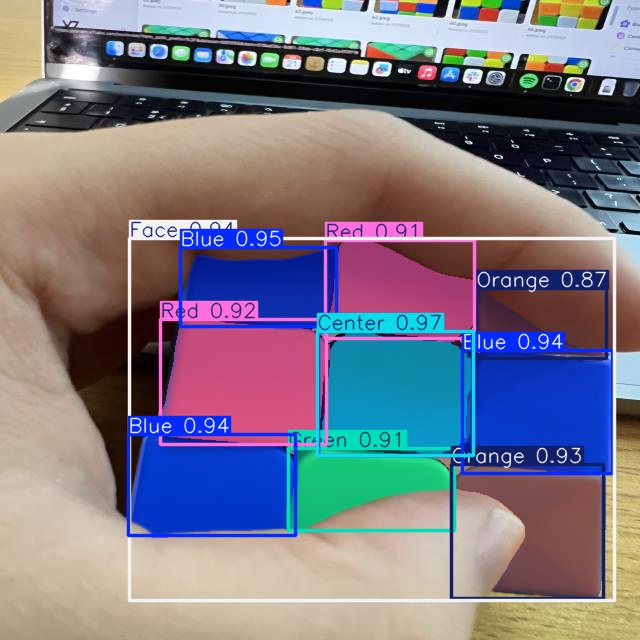 Face 0.94
Blue 0.95
Red 0.91
Orange 0.87
Red 0.92
Center 0.97
Blue 0.94
Blue 0.94
Green 0.91
Orange 0.93